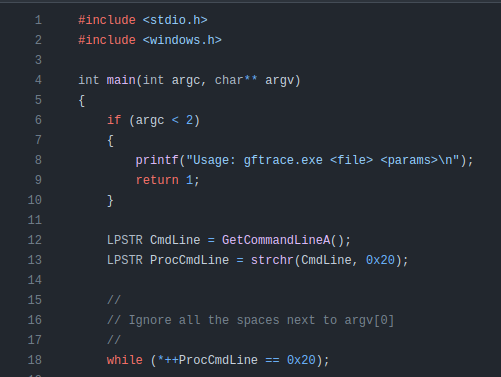 1 #include <stdio.h>
2 #include <windows.h>
3
4 int main(int argc, char** argv)
5 {
6     if (argc < 2)
7     {
8         printf("Usage: gftrace.exe <file> <params>\n");
9         return 1;
10     }
11
12     LPSTR CmdLine = GetCommandLineA();
13     LPSTR ProcCmdLine = strchr(CmdLine, 0x20);
14
15     //
16     // Ignore all the spaces next to argv[0]
17     //
18     while (*++ProcCmdLine == 0x20);